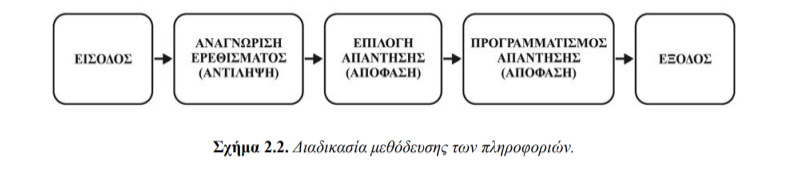 ΕΙΣΟΔΟΣ
ΑΝΑΓΝΩΡΙΣΗ
ΕΡΕΘΙΣΜΑΤΟΣ
(ΑΝΤΙΛΗΨΗ)
ΕΠΙΛΟΓΗ
ΑΠΑΝΤΗΣΗΣ
(ΑΠΟΦΑΣΗ)
ΠΡΟΓΡΑΜΜΑΤΙΣΜΟΣ
ΑΠΑΝΤΗΣΗΣ
(ΑΠΟΦΑΣΗ)
ΕΞΟΔΟΣ
Σχήμα 2.2. Διαδικασία μεθόδευσης των πληροφοριών.